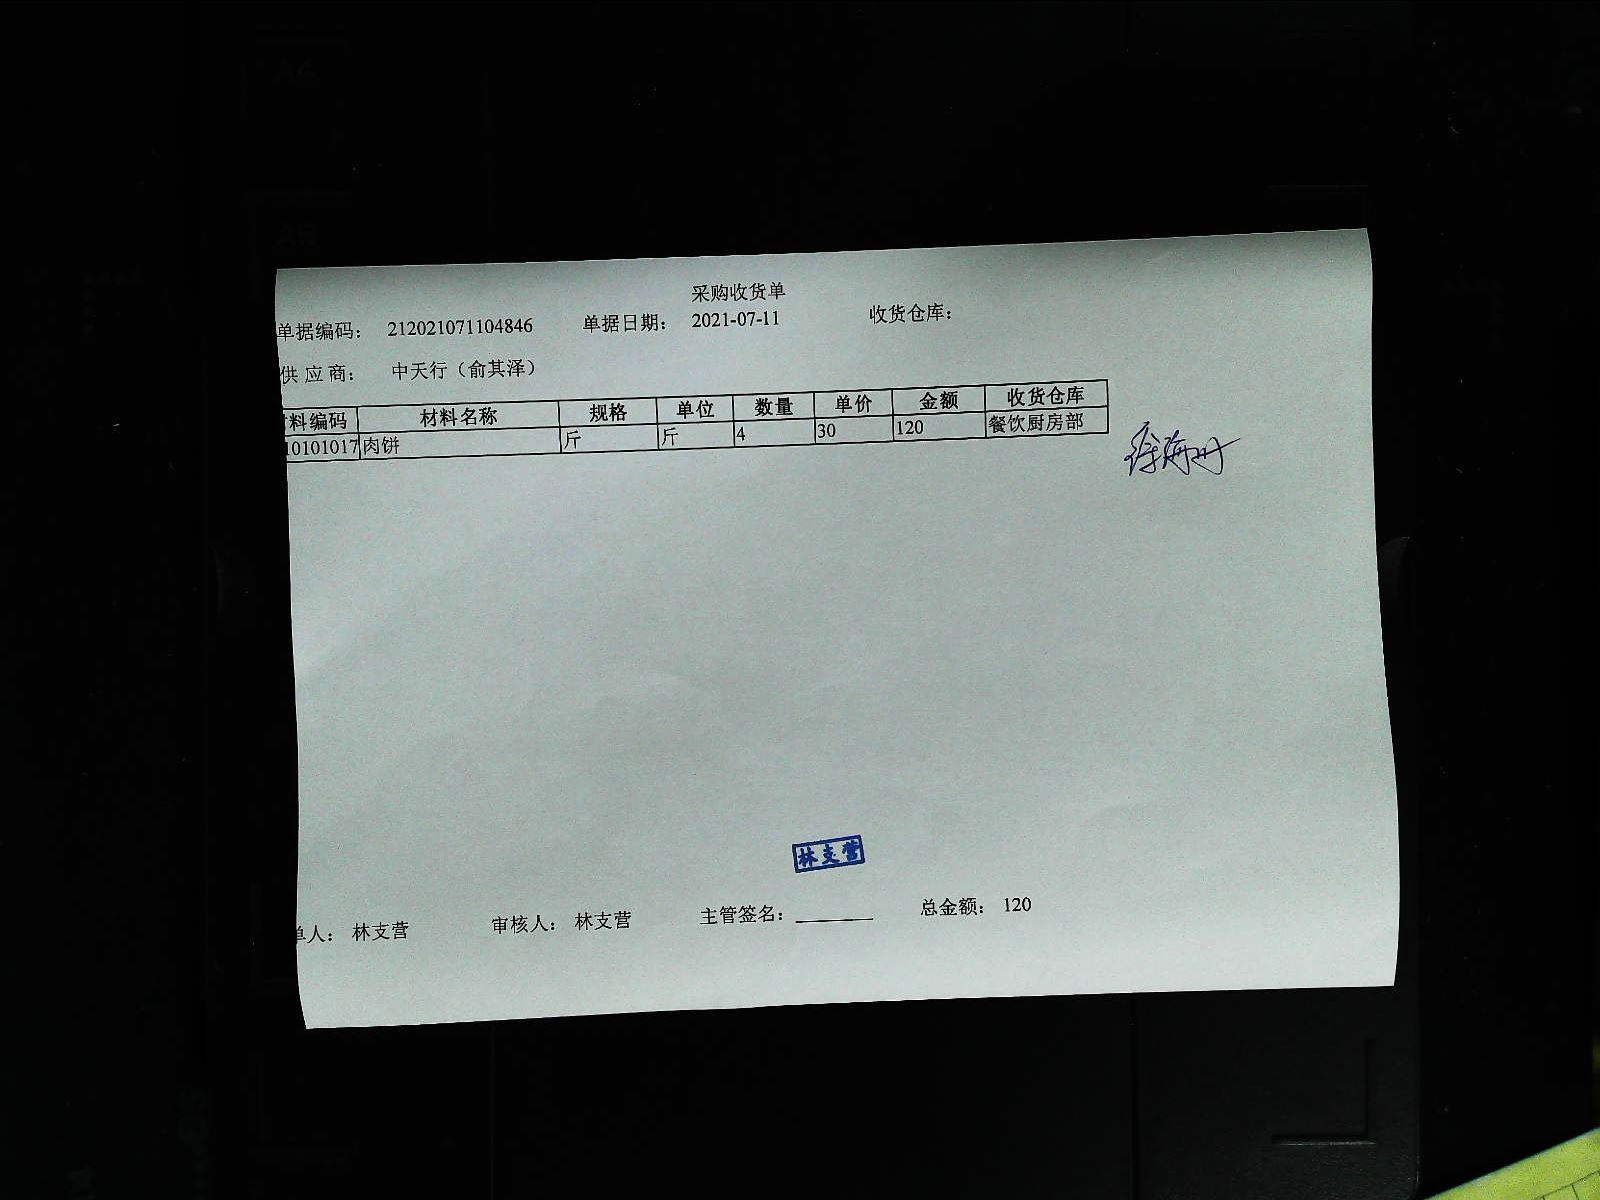 采购收货单
单据编码： 212021071104846 单据日期： 2021-07-11 收货仓库：
供 应 商： 中天行（俞其泽）
料编码 材料名称 规格 单位 数量 单价 金额 收货仓库
10101017 肉饼 斤 斤 4 30 120 餐饮厨房部
林支营
单人： 林支营 审核人： 林支营 主管签名： 总金额： 120